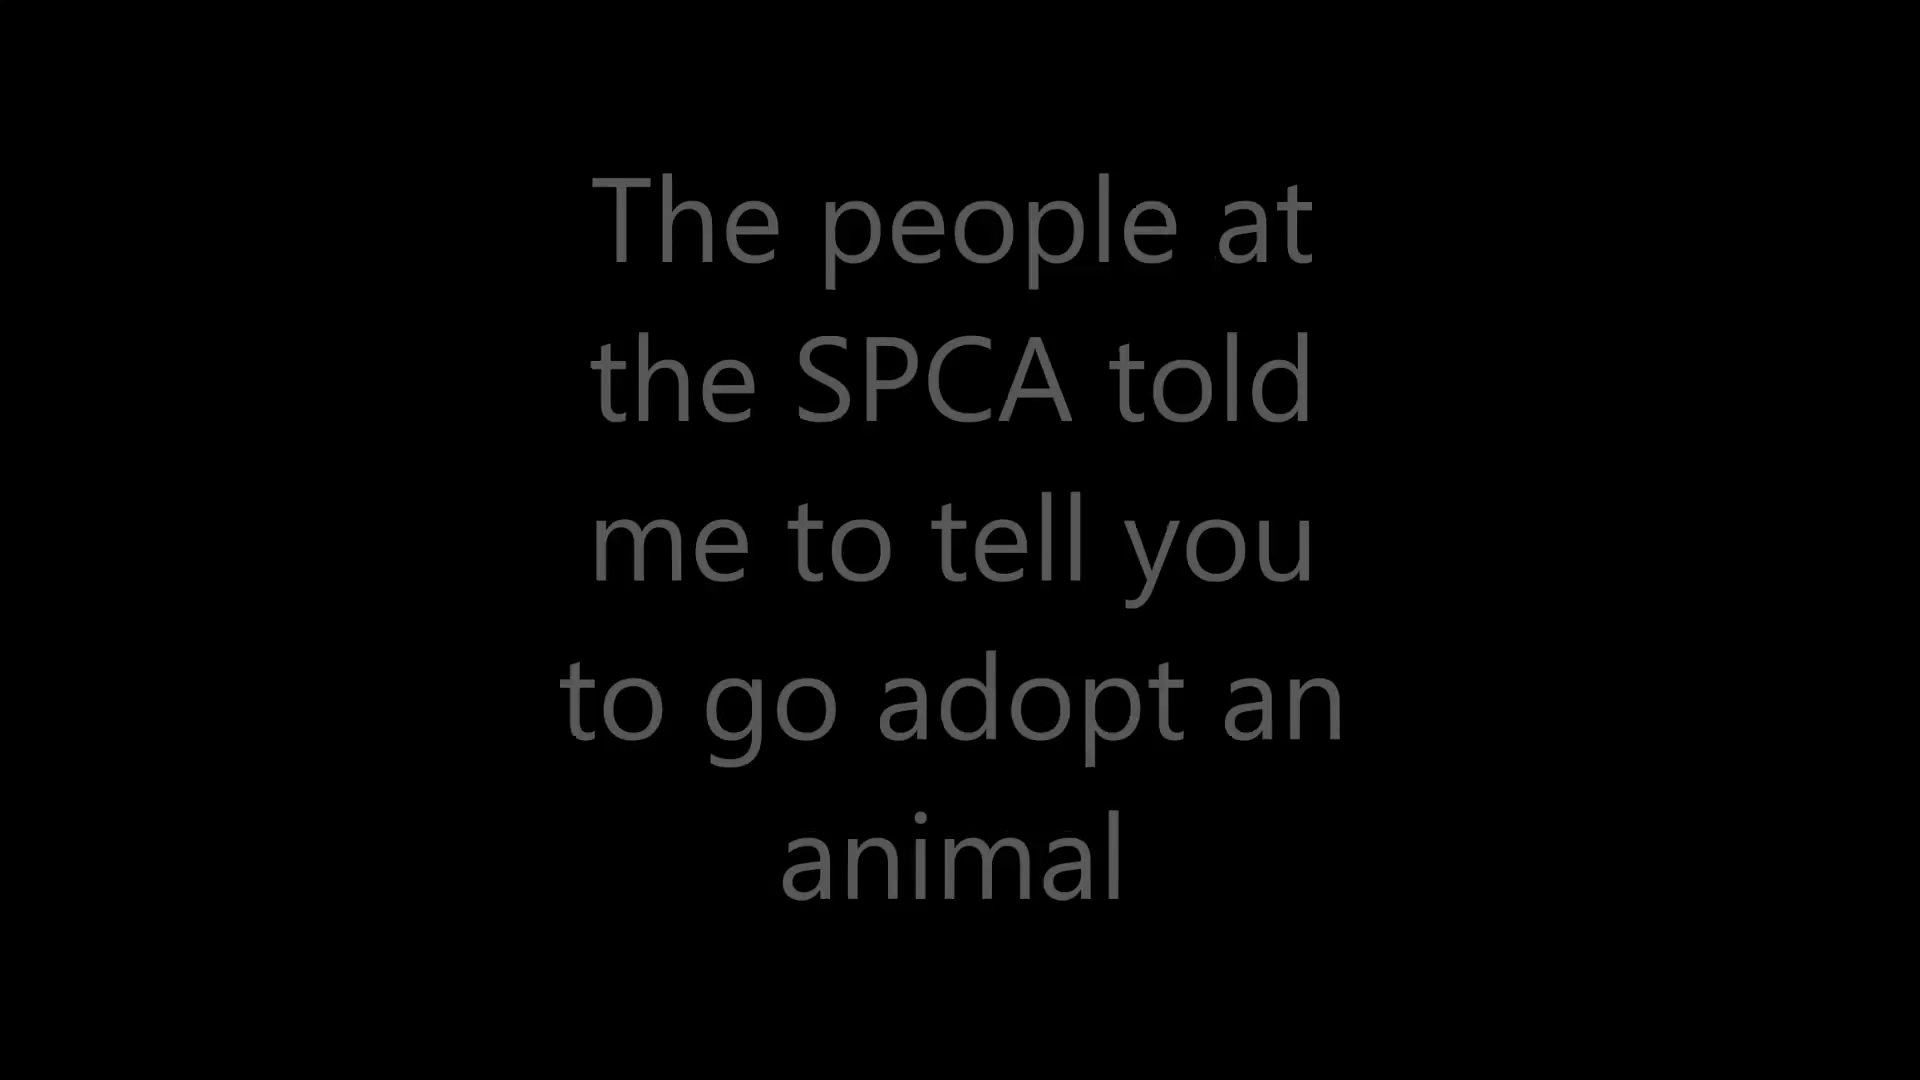 The people at
the SPCA told
me to tell you
to go adopt an
animal